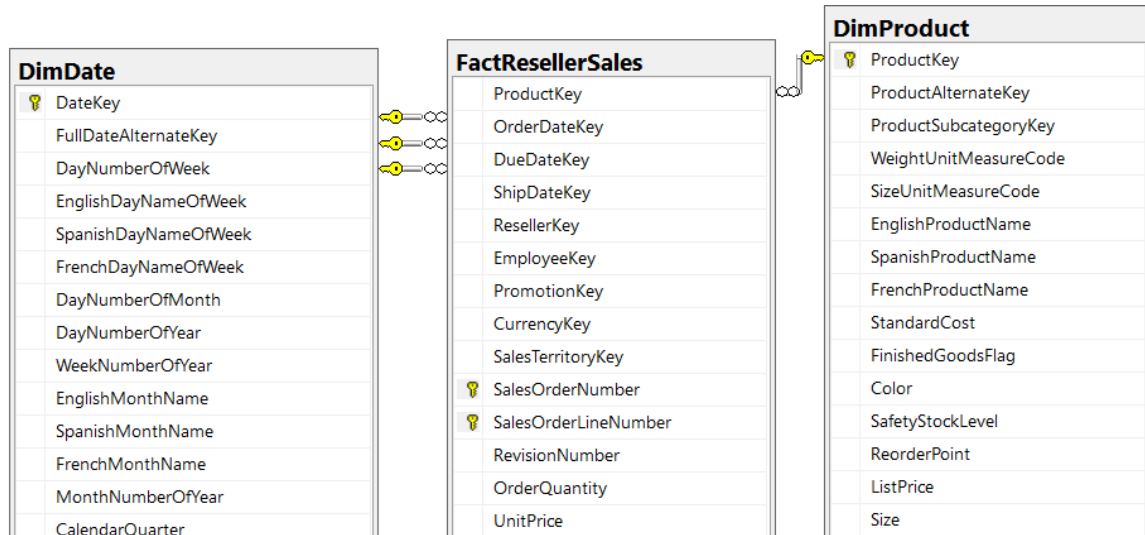 DimDate
DateKey
FullDateAlternateKey
DayNumberOfWeek
EnglishDayNameOfWeek
SpanishDayNameOfWeek
FrenchDayNameOfWeek
DayNumberOfMonth
DayNumberOfYear
WeekNumberOfYear
EnglishMonthName
SpanishMonthName
FrenchMonthName
MonthNumberOfYear
CalendarQuarter
FactResellerSales
ProductKey
OrderDateKey
DueDateKey
ShipDateKey
ResellerKey
EmployeeKey
PromotionKey
CurrencyKey
SalesTerritoryKey
SalesOrderNumber
SalesOrderLineNumber
RevisionNumber
OrderQuantity
UnitPrice
DimProduct
ProductKey
ProductAlternateKey
ProductSubcategoryKey
WeightUnitMeasureCode
SizeUnitMeasureCode
EnglishProductName
SpanishProductName
FrenchProductName
StandardCost
FinishedGoodsFlag
Color
SafetyStockLevel
ReorderPoint
ListPrice
Size